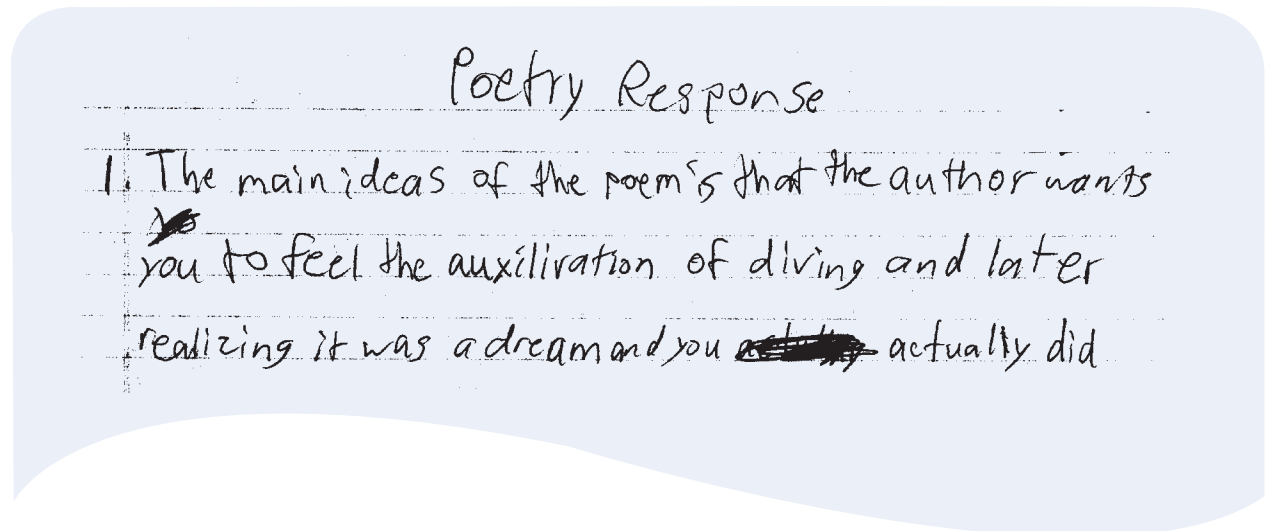 Poetry Response
1. The main ideas of the poem's that the author wants
you to feel the auxilivation of diving and later
realizing it was a dream and you actually did